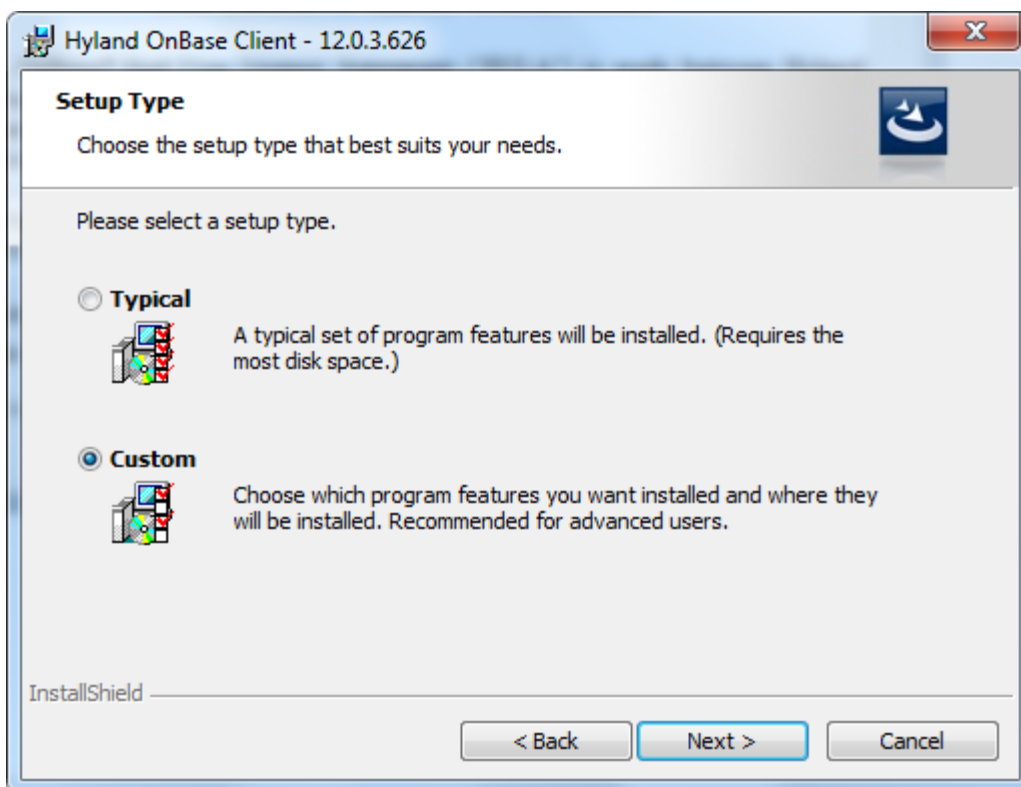 Hyland OnBase Client - 12.0.3.626
Setup Type
Choose the setup type that best suits your needs.
Please select a setup type.
Typical
A typical set of program features will be installed. (Requires the
most disk space.)
Custom
Choose which program features you want installed and where they
will be installed. Recommended for advanced users.
InstallShield
< Back
Next >
Cancel